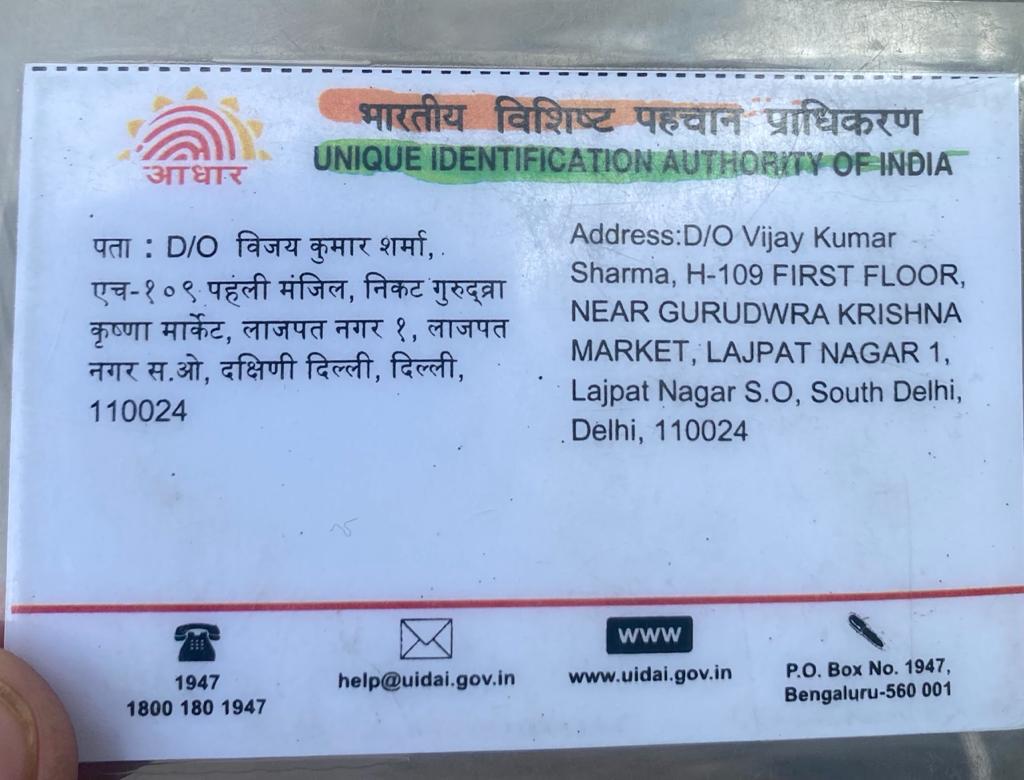 भारतीय विशिष्ट पहचान प्राधिकरण
UNIQUE IDENTIFICATION AUTHORITY OF INDIA
आधार
पता : D/O विजय कुमार शर्मा,
एच-१०९ पहली मंजिल, निकट गुरुद्व्रा
कृष्णा मार्केट, लाजपत नगर १, लाजपत
नगर स.ओ, दक्षिणी दिल्ली, दिल्ली,
110024
Address:D/O Vijay Kumar
Sharma, H-109 FIRST FLOOR,
NEAR GURUDWRA KRISHNA
MARKET, LAJPAT NAGAR 1,
Lajpat Nagar S.O, South Delhi,
Delhi, 110024
1947
1800 180 1947
help@uidai.gov.in
www
www.uidai.gov.in
P.O. Box No. 1947,
Bengaluru-560 001